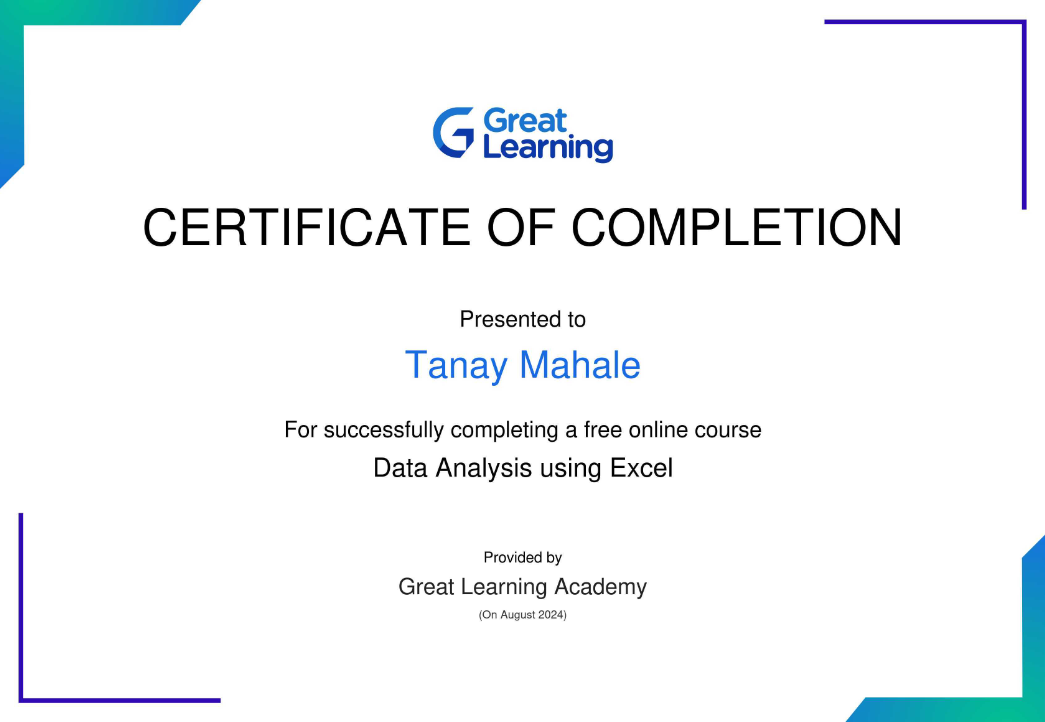 Great
Learning
CERTIFICATE OF COMPLETION
Presented to
Tanay Mahale
For successfully completing a free online course
Data Analysis using Excel
Provided by
Great Learning Academy
(On August 2024)